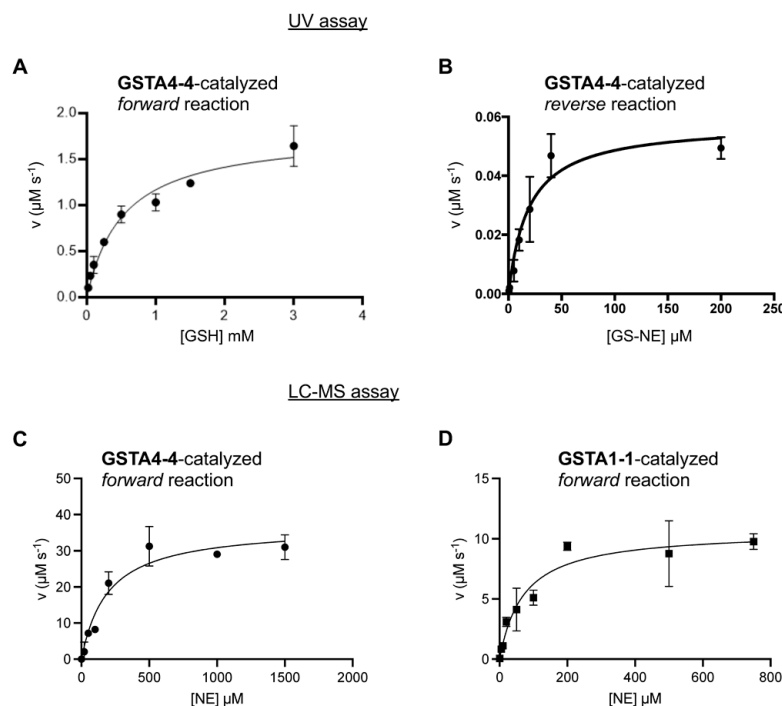 UV assay
A
GSTA4-4-catalyzed
forward reaction
2.0
1.5
1.0
0.5
0.0
v (µM s⁻¹)
0
1
2
3
4
[GSH] mM
B
GSTA4-4-catalyzed
reverse reaction
0.06
0.04
0.02
0.00
v (µM s⁻¹)
0
50
100
150
200
250
[GS-NE] µM
LC-MS assay
C
GSTA4-4-catalyzed
forward reaction
50
40
30
20
10
0
v (µM s⁻¹)
0
500
1000
1500
2000
[NE] µM
D
GSTA1-1-catalyzed
forward reaction
15
10
5
0
v (µM s⁻¹)
0
200
400
600
800
[NE] µM